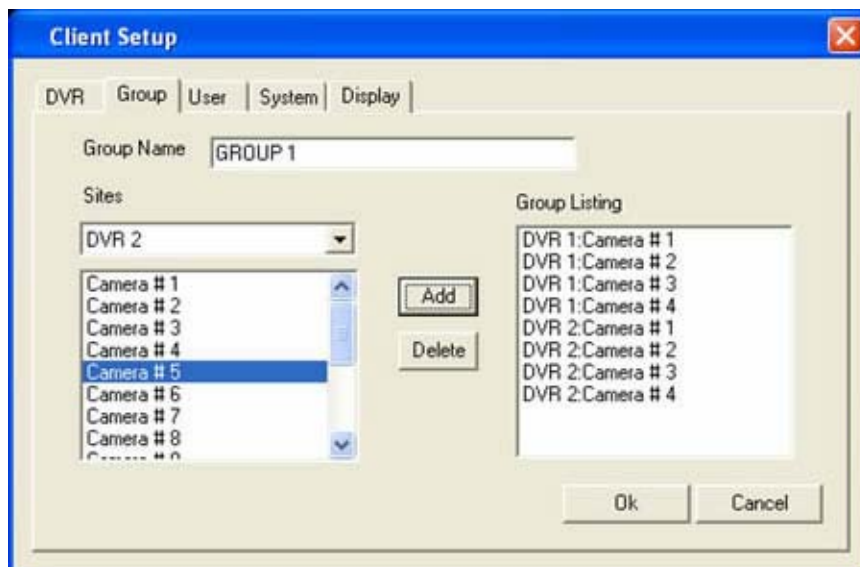 Client Setup
DVR Group User System Display
Group Name GROUP 1
Sites
DVR 2
Camera # 1
Camera # 2
Camera # 3
Camera # 4
Camera # 5
Camera # 6
Camera # 7
Camera # 8
Add
Delete
Group Listing
DVR 1:Camera # 1
DVR 1:Camera # 2
DVR 1:Camera # 3
DVR 1:Camera # 4
DVR 2:Camera # 1
DVR 2:Camera # 2
DVR 2:Camera # 3
DVR 2:Camera # 4
Ok Cancel